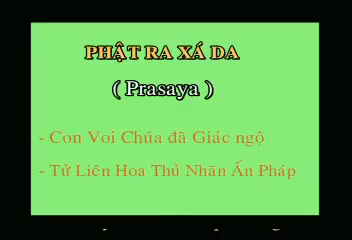 PHẬT RA XÁ DA
( Prasaya )
- Con Voi Chúa đã Giác ngộ
- Tử Liên Hoa Thủ Nhãn Ấn Pháp